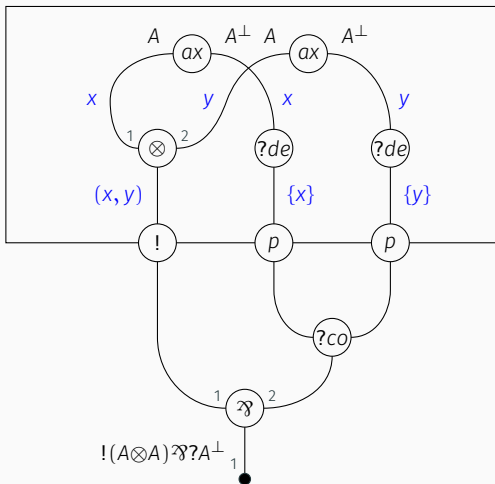 A ax A⊥ A ax A⊥
x y x y
1 ⊗ 2 ?de ?de
(x, y) {x} {y}
! p p
?co
1 ⅋ 2
!(A⊗A)⅋?A⊥ 1